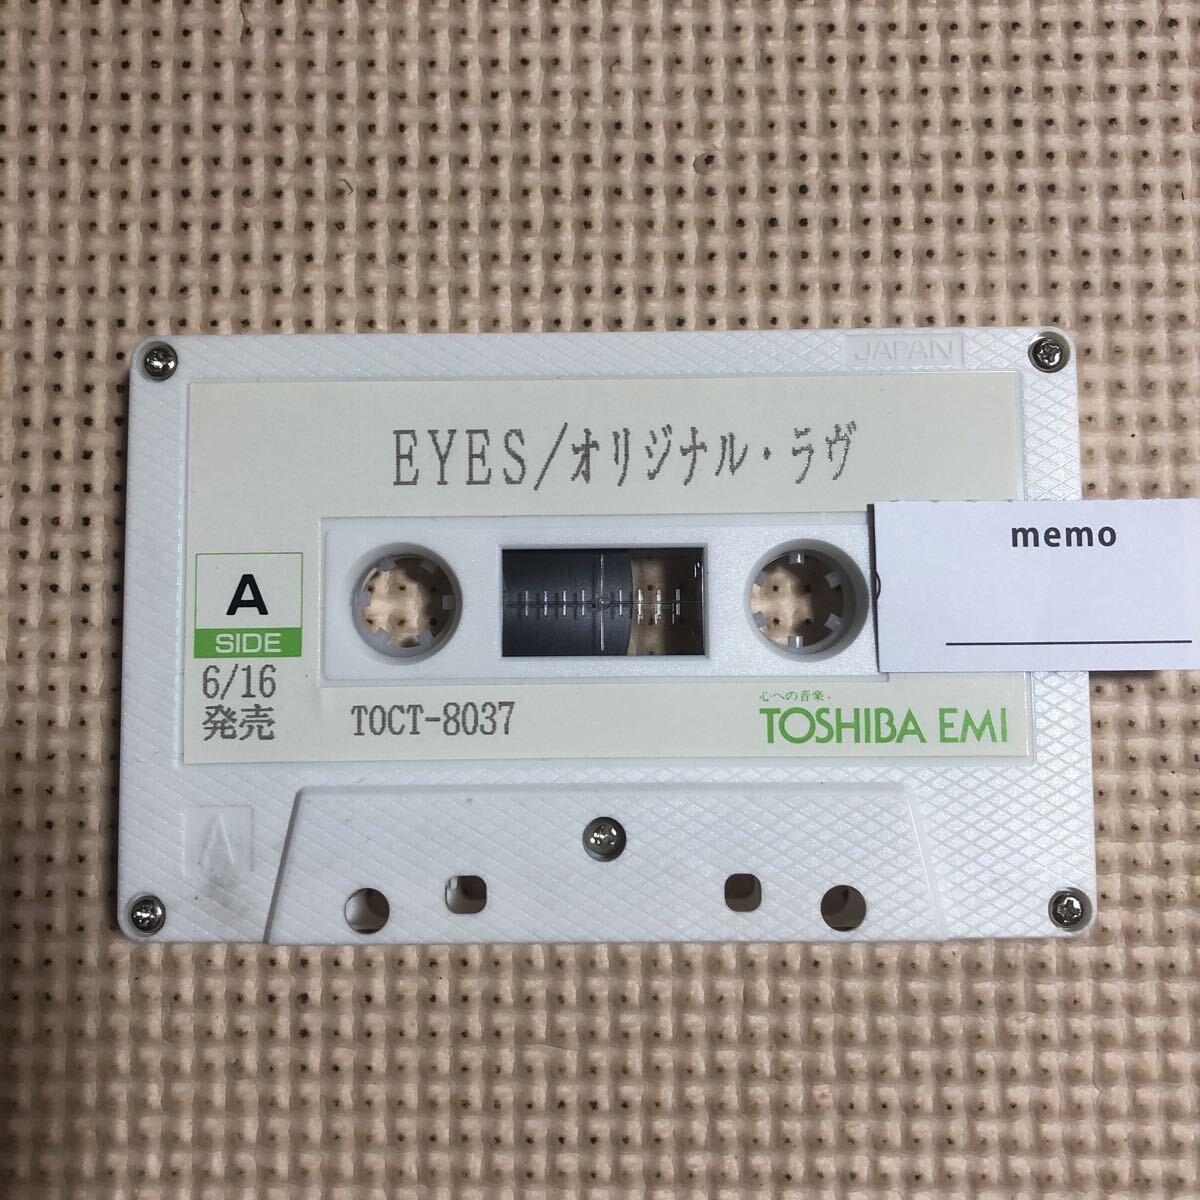 JAPAN
EYES/オリジナル・ラヴ
memo
A
SIDE
6/16
発売
TOCT-8037
心への音楽.
TOSHIBA EMI
A